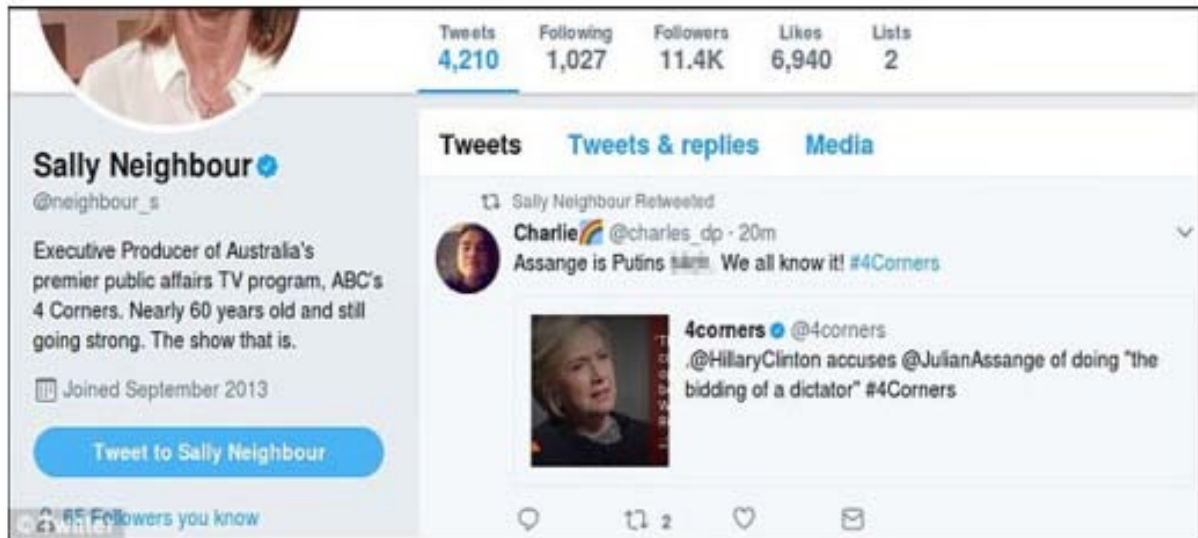 Tweets Following Followers Likes Lists
4,210 1,027 11.4K 6,940 2
Sally Neighbour
@neighbour_s
Executive Producer of Australia's
premier public affairs TV program, ABC's
4 Corners. Nearly 60 years old and still
going strong. The show that is.
Joined September 2013
Tweet to Sally Neighbour
65 Followers you know
Tweets Tweets & replies Media
Sally Neighbour Retweeted
Charlie @charles_dp · 20m
Assange is Putins We all know it! #4Corners
4corners @4corners
.@HillaryClinton accuses @JulianAssange of doing "the
bidding of a dictator" #4Corners
2